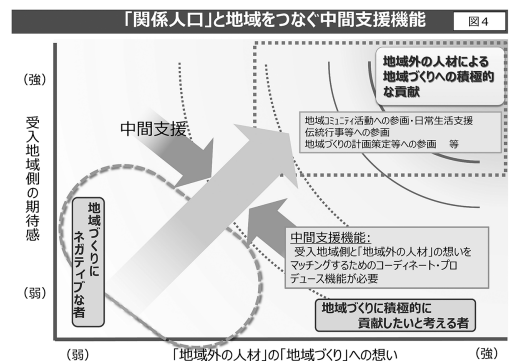 「関係人口」と地域をつなぐ中間支援機能
図４
（強）
受入地域側の期待感
（弱）
地域外の人材による
地域づくりへの積極的
な貢献
地域コミュニティ活動への参画・日常生活支援
伝統行事等への参画
地域づくりの計画策定等への参画　等
中間支援
地域づくりに
ネガティブな者
中間支援機能:
受入地域側と「地域外の人材」の想いを
マッチングするためのコーディネート・プロ
デュース機能が必要
地域づくりに積極的に
貢献したいと考える者
（弱）
「地域外の人材」の「地域づくり」への想い
（強）